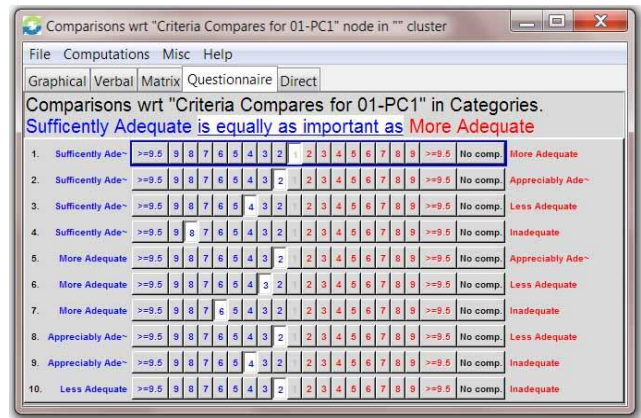 Comparisons wrt "Criteria Compares for 01-PC1" node in "" cluster
File Computations Misc Help
Graphical Verbal Matrix Questionnaire Direct
Comparisons wrt "Criteria Compares for 01-PC1" in Categories.
Sufficently Adequate is equally as important as More Adequate
1. Sufficently Ade~ >=9.5 9 8 7 6 5 4 3 2 1 2 3 4 5 6 7 8 9 >=9.5 No comp. More Adequate
2. Sufficently Ade~ >=9.5 9 8 7 6 5 4 3 2 1 2 3 4 5 6 7 8 9 >=9.5 No comp. Appreciably Ade~
3. Sufficently Ade~ >=9.5 9 8 7 6 5 4 3 2 1 2 3 4 5 6 7 8 9 >=9.5 No comp. Less Adequate
4. Sufficently Ade~ >=9.5 9 8 7 6 5 4 3 2 1 2 3 4 5 6 7 8 9 >=9.5 No comp. Inadequate
5. More Adequate >=9.5 9 8 7 6 5 4 3 2 1 2 3 4 5 6 7 8 9 >=9.5 No comp. Appreciably Ade~
6. More Adequate >=9.5 9 8 7 6 5 4 3 2 1 2 3 4 5 6 7 8 9 >=9.5 No comp. Less Adequate
7. More Adequate >=9.5 9 8 7 6 5 4 3 2 1 2 3 4 5 6 7 8 9 >=9.5 No comp. Inadequate
8. Appreciably Ade~ >=9.5 9 8 7 6 5 4 3 2 1 2 3 4 5 6 7 8 9 >=9.5 No comp. Less Adequate
9. Appreciably Ade~ >=9.5 9 8 7 6 5 4 3 2 1 2 3 4 5 6 7 8 9 >=9.5 No comp. Inadequate
10. Less Adequate >=9.5 9 8 7 6 5 4 3 2 1 2 3 4 5 6 7 8 9 >=9.5 No comp. Inadequate